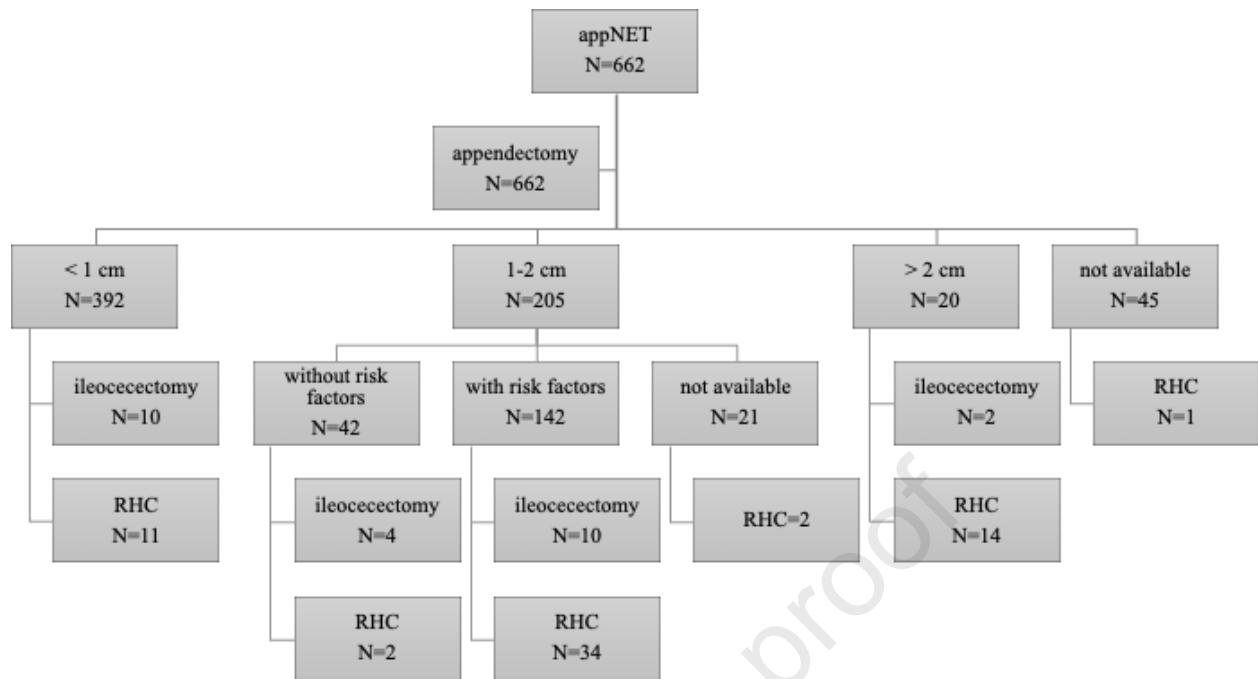 appNET
N=662
appendectomy
N=662
< 1 cm
N=392
1-2 cm
N=205
> 2 cm
N=20
not available
N=45
ileocecectomy
N=10
RHC
N=11
without risk
factors
N=42
with risk factors
N=142
not available
N=21
ileocecectomy
N=2
RHC
N=1
ileocecectomy
N=4
ileocecectomy
N=10
RHC=2
RHC
N=14
RHC
N=2
RHC
N=34
proof